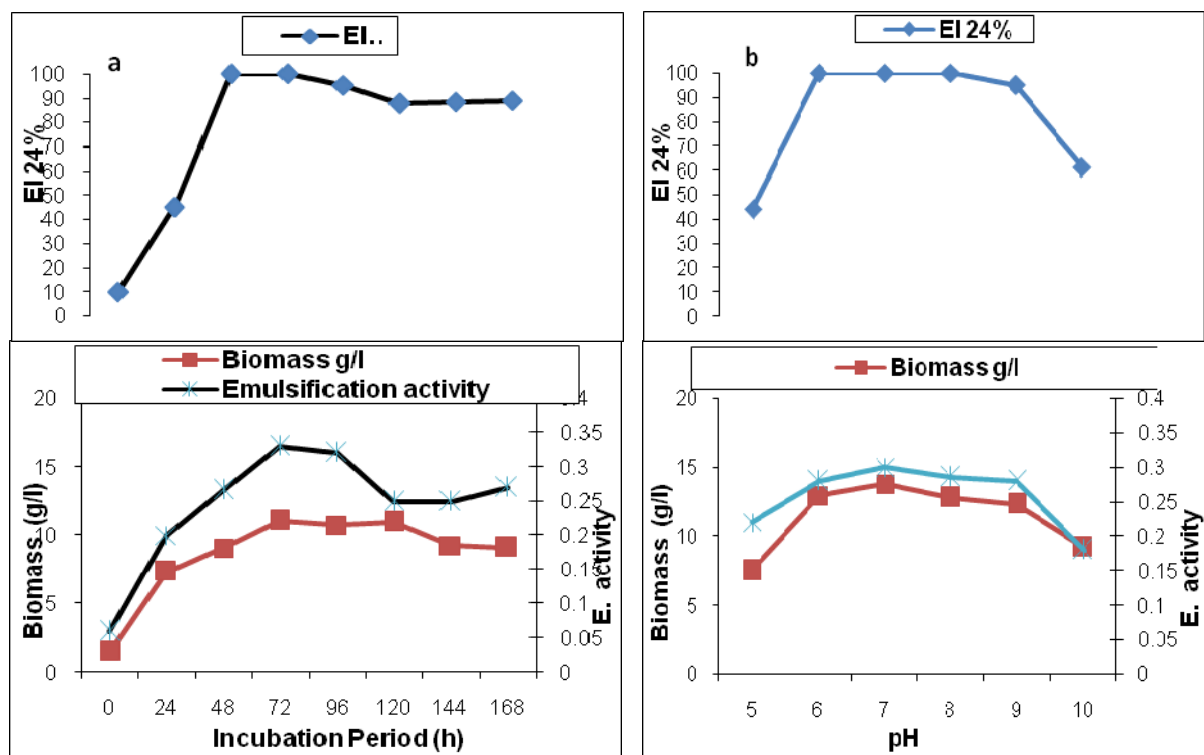 EI..
a
100
90
80
70
60
50
40
30
20
10
0
EI 24%
EI 24%
b
100
90
80
70
60
50
40
30
20
10
0
EI 24%
Biomass g/l
Emulsification activity
20
15
10
5
0
Biomass (g/l)
0.4
0.35
0.3
0.25
0.2
0.15
0.1
0.05
0
E. activity
0 24 48 72 96 120 144 168
Incubation Period (h)
Biomass g/l
20
15
10
5
0
Biomass (g/l)
0.4
0.35
0.3
0.25
0.2
0.15
0.1
0.05
0
E. activity
5 6 7 8 9 10
pH